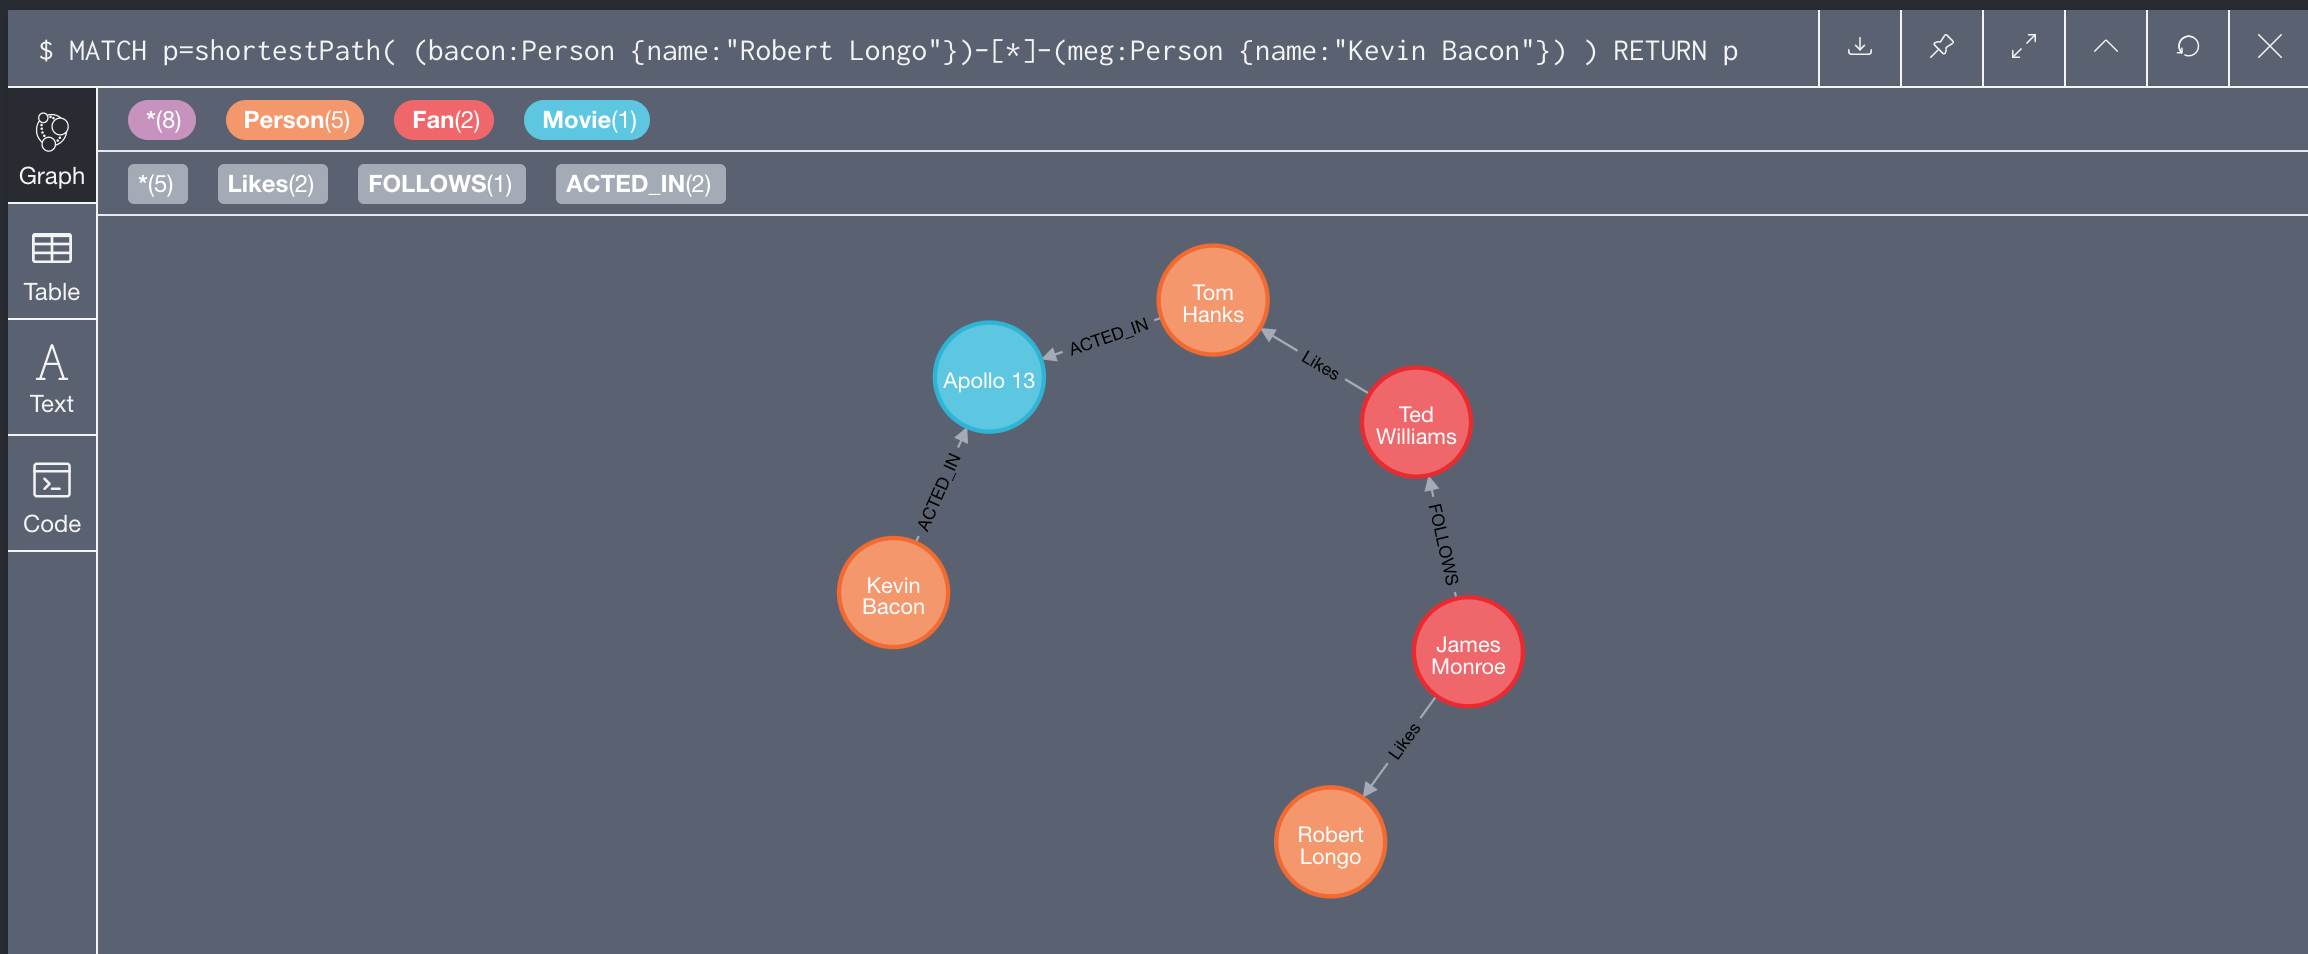 $ MATCH p=shortestPath( (bacon:Person {name:"Robert Longo"})-[*]-(meg:Person {name:"Kevin Bacon"}) ) RETURN p
*(8) Person(5) Fan(2) Movie(1)
*(5) Likes(2) FOLLOWS(1) ACTED_IN(2)
Graph
Table
Text
Code
Tom
Hanks
ACTED_IN
Apollo 13
Likes
Ted
Williams
ACTED_IN
FOLLOWS
Kevin
Bacon
James
Monroe
Likes
Robert
Longo